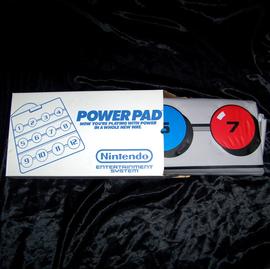 POWER PAD
NOW YOU'RE PLAYING WITH POWER
IN A WHOLE NEW WAY.
1 2 3 4
5 6 7 8
9 10 11 12
Nintendo
ENTERTAINMENT
SYSTEM
7